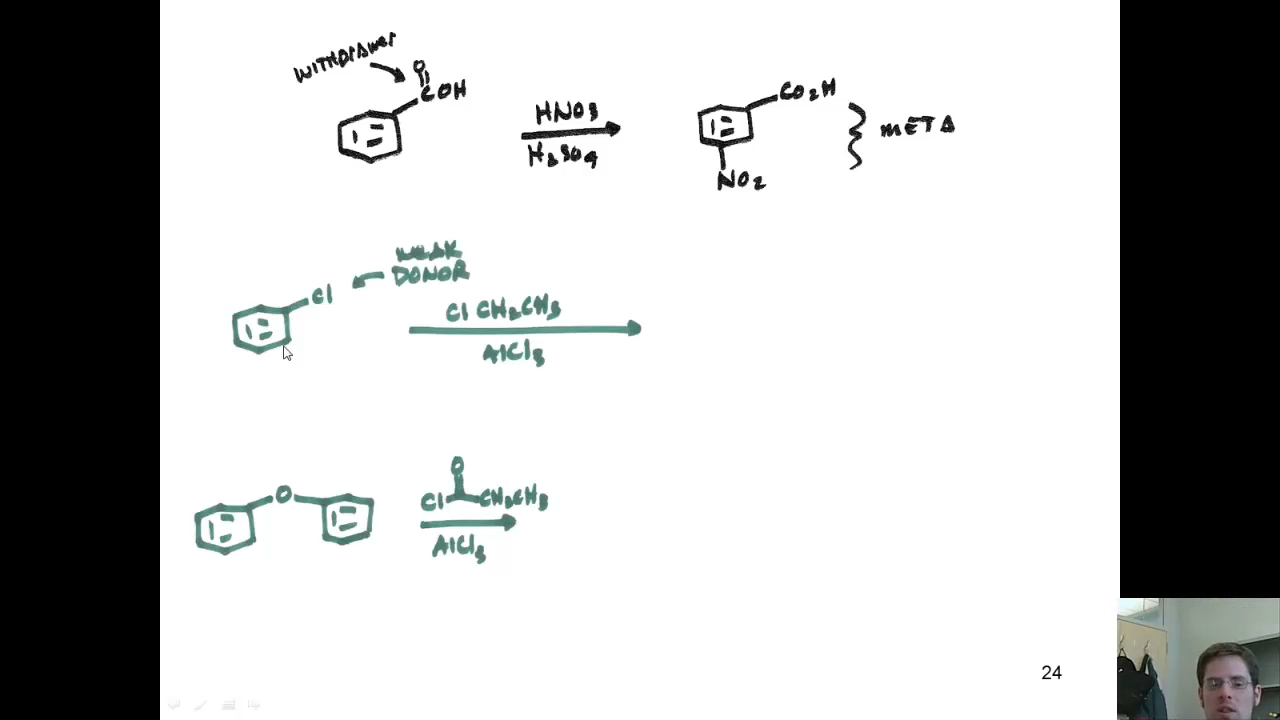 WITHDrAWer
O
COH
HNO3
H2SO4
CO2H
NO2
META
WEAK
DONOR
Cl
Cl CH2CH3
AlCl3
O
O
Cl CH2CH3
AlCl3
24